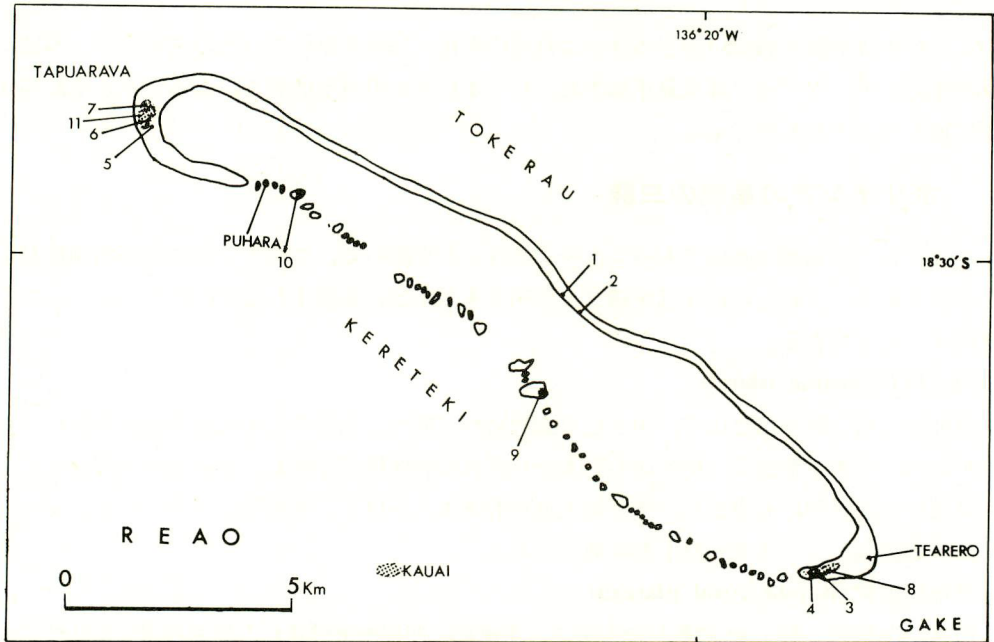 136°20'W
TAPUARAVA
7
11
6
5
TOKERAU
PUHARA
10
18°30'S
1
2
KERETEKI
9
REAO
0 5 Km
KAUAI
TEARERO
8
4 3
GAKE